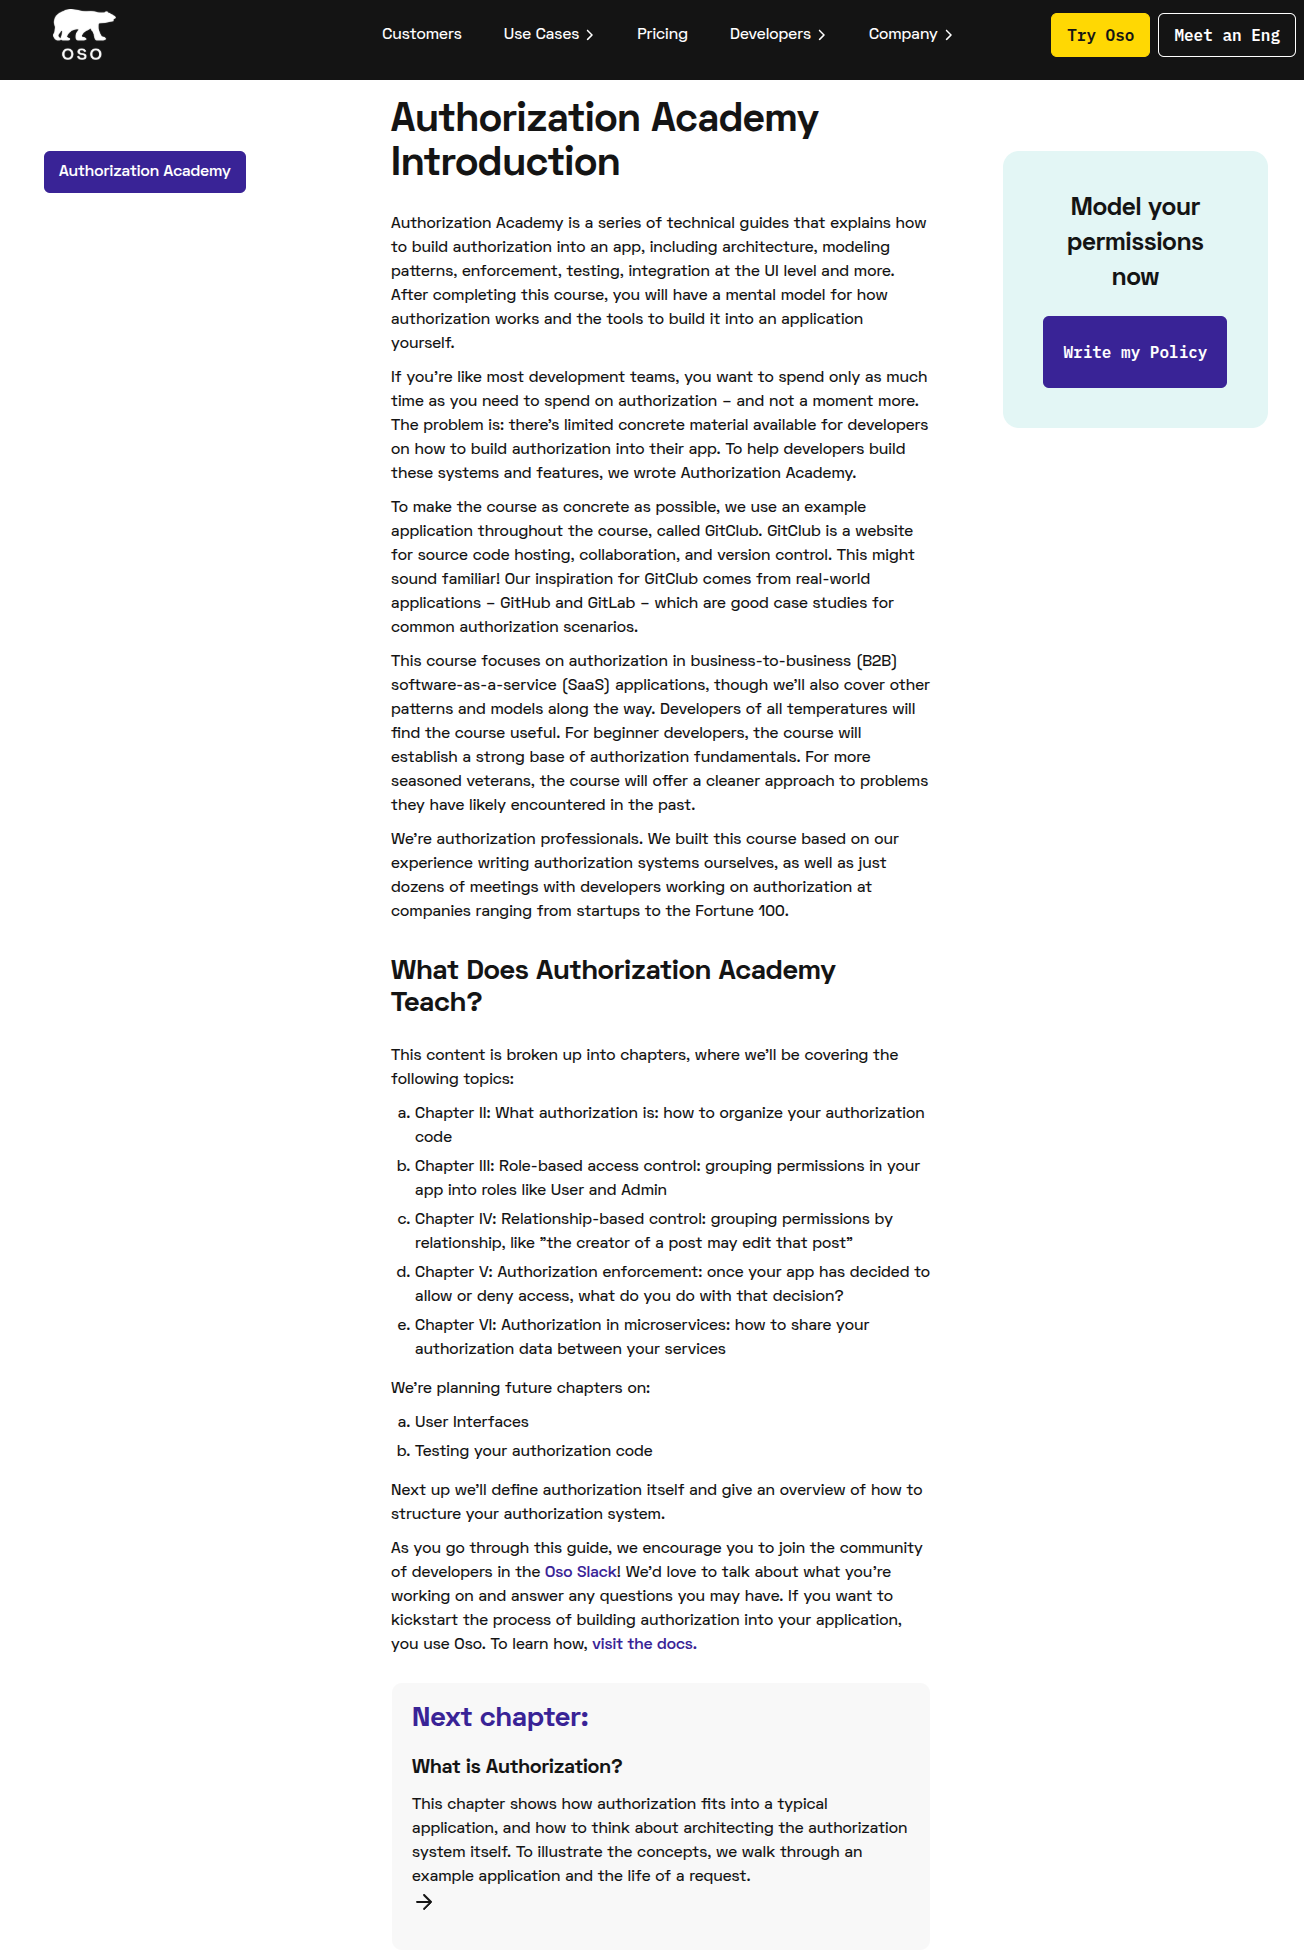 OSO
Customers
Use Cases
Pricing
Developers
Company
Try Oso
Meet an Eng
Authorization Academy
Authorization Academy
Introduction
Authorization Academy is a series of technical guides that explains how
to build authorization into an app, including architecture, modeling
patterns, enforcement, testing, integration at the UI level and more.
After completing this course, you will have a mental model for how
authorization works and the tools to build it into an application
yourself.
If you’re like most development teams, you want to spend only as much
time as you need to spend on authorization – and not a moment more.
The problem is: there’s limited concrete material available for developers
on how to build authorization into their app. To help developers build
these systems and features, we wrote Authorization Academy.
To make the course as concrete as possible, we use an example
application throughout the course, called GitClub. GitClub is a website
for source code hosting, collaboration, and version control. This might
sound familiar! Our inspiration for GitClub comes from real-world
applications – GitHub and GitLab – which are good case studies for
common authorization scenarios.
This course focuses on authorization in business-to-business (B2B)
software-as-a-service (SaaS) applications, though we’ll also cover other
patterns and models along the way. Developers of all temperatures will
find the course useful. For beginner developers, the course will
establish a strong base of authorization fundamentals. For more
seasoned veterans, the course will offer a cleaner approach to problems
they have likely encountered in the past.
We’re authorization professionals. We built this course based on our
experience writing authorization systems ourselves, as well as just
dozens of meetings with developers working on authorization at
companies ranging from startups to the Fortune 100.
What Does Authorization Academy
Teach?
This content is broken up into chapters, where we’ll be covering the
following topics:
a. Chapter II: What authorization is: how to organize your authorization
code
b. Chapter III: Role-based access control: grouping permissions in your
app into roles like User and Admin
c. Chapter IV: Relationship-based control: grouping permissions by
relationship, like ”the creator of a post may edit that post”
d. Chapter V: Authorization enforcement: once your app has decided to
allow or deny access, what do you do with that decision?
e. Chapter VI: Authorization in microservices: how to share your
authorization data between your services
We’re planning future chapters on:
a. User Interfaces
b. Testing your authorization code
Next up we’ll define authorization itself and give an overview of how to
structure your authorization system.
As you go through this guide, we encourage you to join the community
of developers in the Oso Slack! We’d love to talk about what you’re
working on and answer any questions you may have. If you want to
kickstart the process of building authorization into your application,
you use Oso. To learn how, visit the docs.
Next chapter:
What is Authorization?
This chapter shows how authorization fits into a typical
application, and how to think about architecting the authorization
system itself. To illustrate the concepts, we walk through an
example application and the life of a request.
Model your
permissions
now
Write my Policy